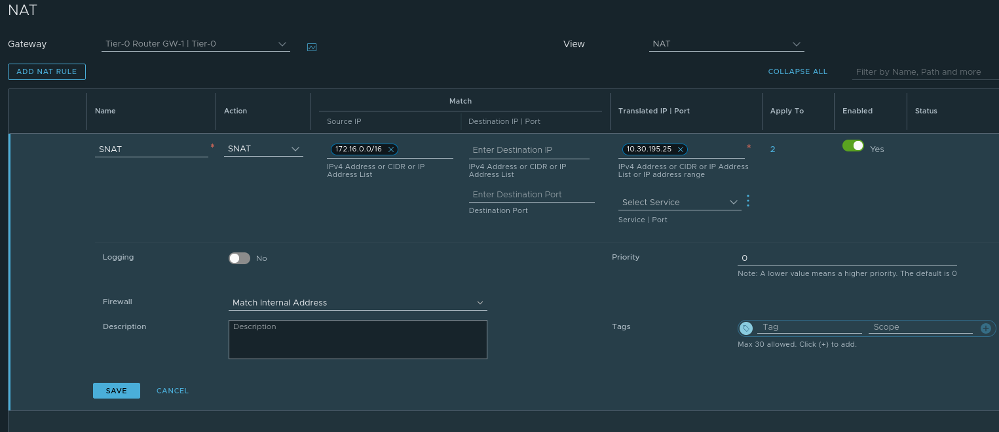 NAT
Gateway
Tier-0 Router GW-1 | Tier-0
View
NAT
ADD NAT RULE
COLLAPSE ALL
Filter by Name, Path and more
Name
Action
Match
Source IP
Destination IP | Port
Translated IP | Port
Apply To
Enabled
Status
SNAT *
SNAT
172.16.0.0/16
IPv4 Address or CIDR or IP
Address List
Enter Destination IP
IPv4 Address or CIDR or IP
Address List
Enter Destination Port
Destination Port
10.30.195.25 *
IPv4 Address or CIDR or IP Address
List or IP address range
Select Service
Service | Port
2
Yes
Logging
No
Priority
0
Note: A lower value means a higher priority. The default is 0
Firewall
Match Internal Address
Description
Description
Tags
Tag
Scope
Max 30 allowed. Click (+) to add.
SAVE
CANCEL